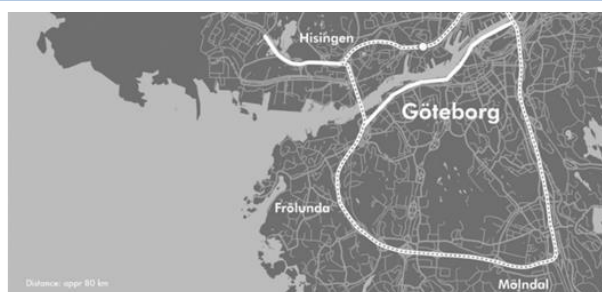 Hisingen
Göteborg
Frölunda
Mölndal
Distance: appr 80 km